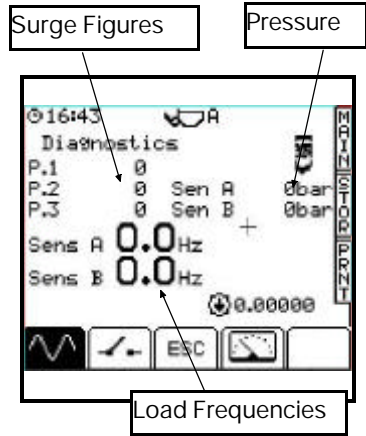 Surge Figures
Pressure
16:43 A
Diagnostics
P.1 0
P.2 0 Sen A 0bar
P.3 0 Sen B 0bar
Sens A 0.0Hz
Sens B 0.0Hz
0.00000
ESC
MAIN
STOR
PRNT
Load Frequencies